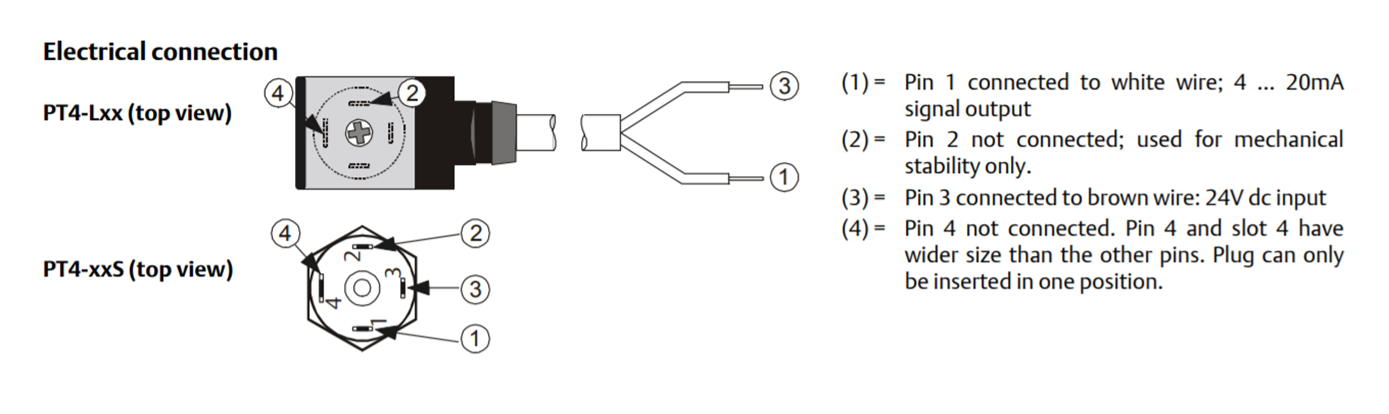 Electrical connection
PT4-Lxx (top view)
4
2
3
1
PT4-xxS (top view)
4
2
3
1
2
3
4
1
(1) = Pin 1 connected to white wire; 4 ... 20mA
signal output
(2) = Pin 2 not connected; used for mechanical
stability only.
(3) = Pin 3 connected to brown wire: 24V dc input
(4) = Pin 4 not connected. Pin 4 and slot 4 have
wider size than the other pins. Plug can only
be inserted in one position.